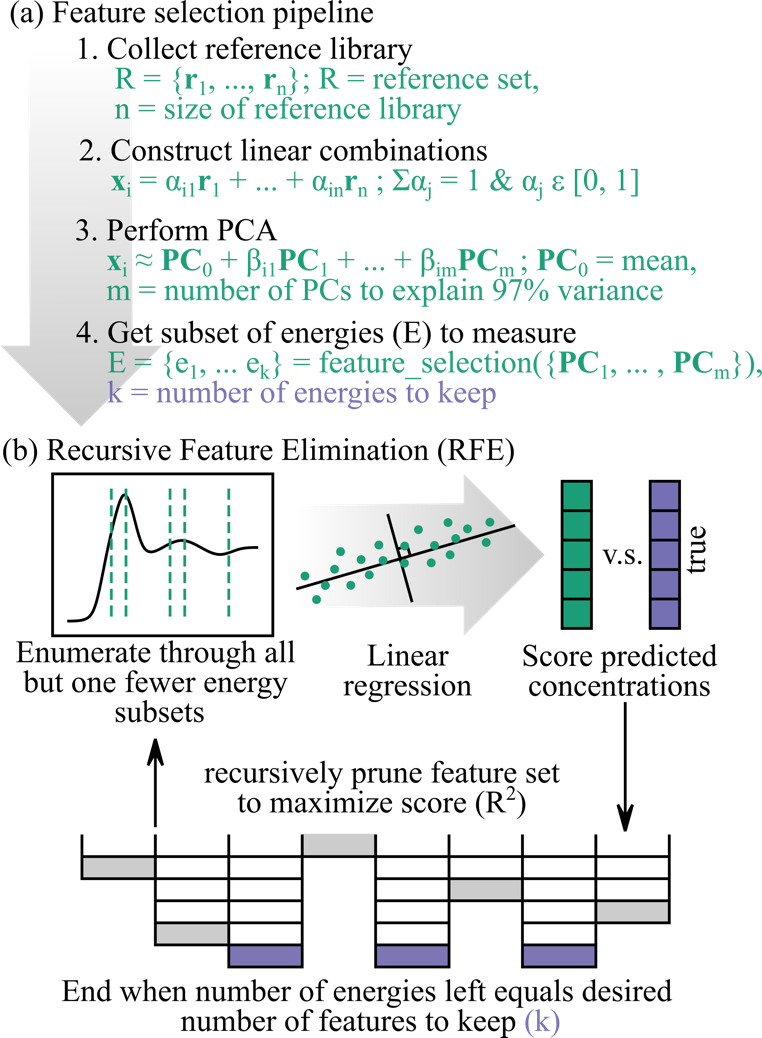 (a) Feature selection pipeline
1. Collect reference library
R = {r₁, ..., rₙ}; R = reference set,
n = size of reference library
2. Construct linear combinations
xᵢ = αᵢ₁r₁ + ... + αᵢₙrₙ ; Σαⱼ = 1 & αⱼ ε [0, 1]
3. Perform PCA
xᵢ ≈ PC₀ + βᵢ₁PC₁ + ... + βᵢₘPCₘ ; PC₀ = mean,
m = number of PCs to explain 97% variance
4. Get subset of energies (E) to measure
E = {e₁, ... eₖ} = feature_selection({PC₁, ... , PCₘ}),
k = number of energies to keep
(b) Recursive Feature Elimination (RFE)
v.s.
true
Enumerate through all
but one fewer energy
subsets
Linear
regression
Score predicted
concentrations
recursively prune feature set
to maximize score (R²)
End when number of energies left equals desired
number of features to keep (k)